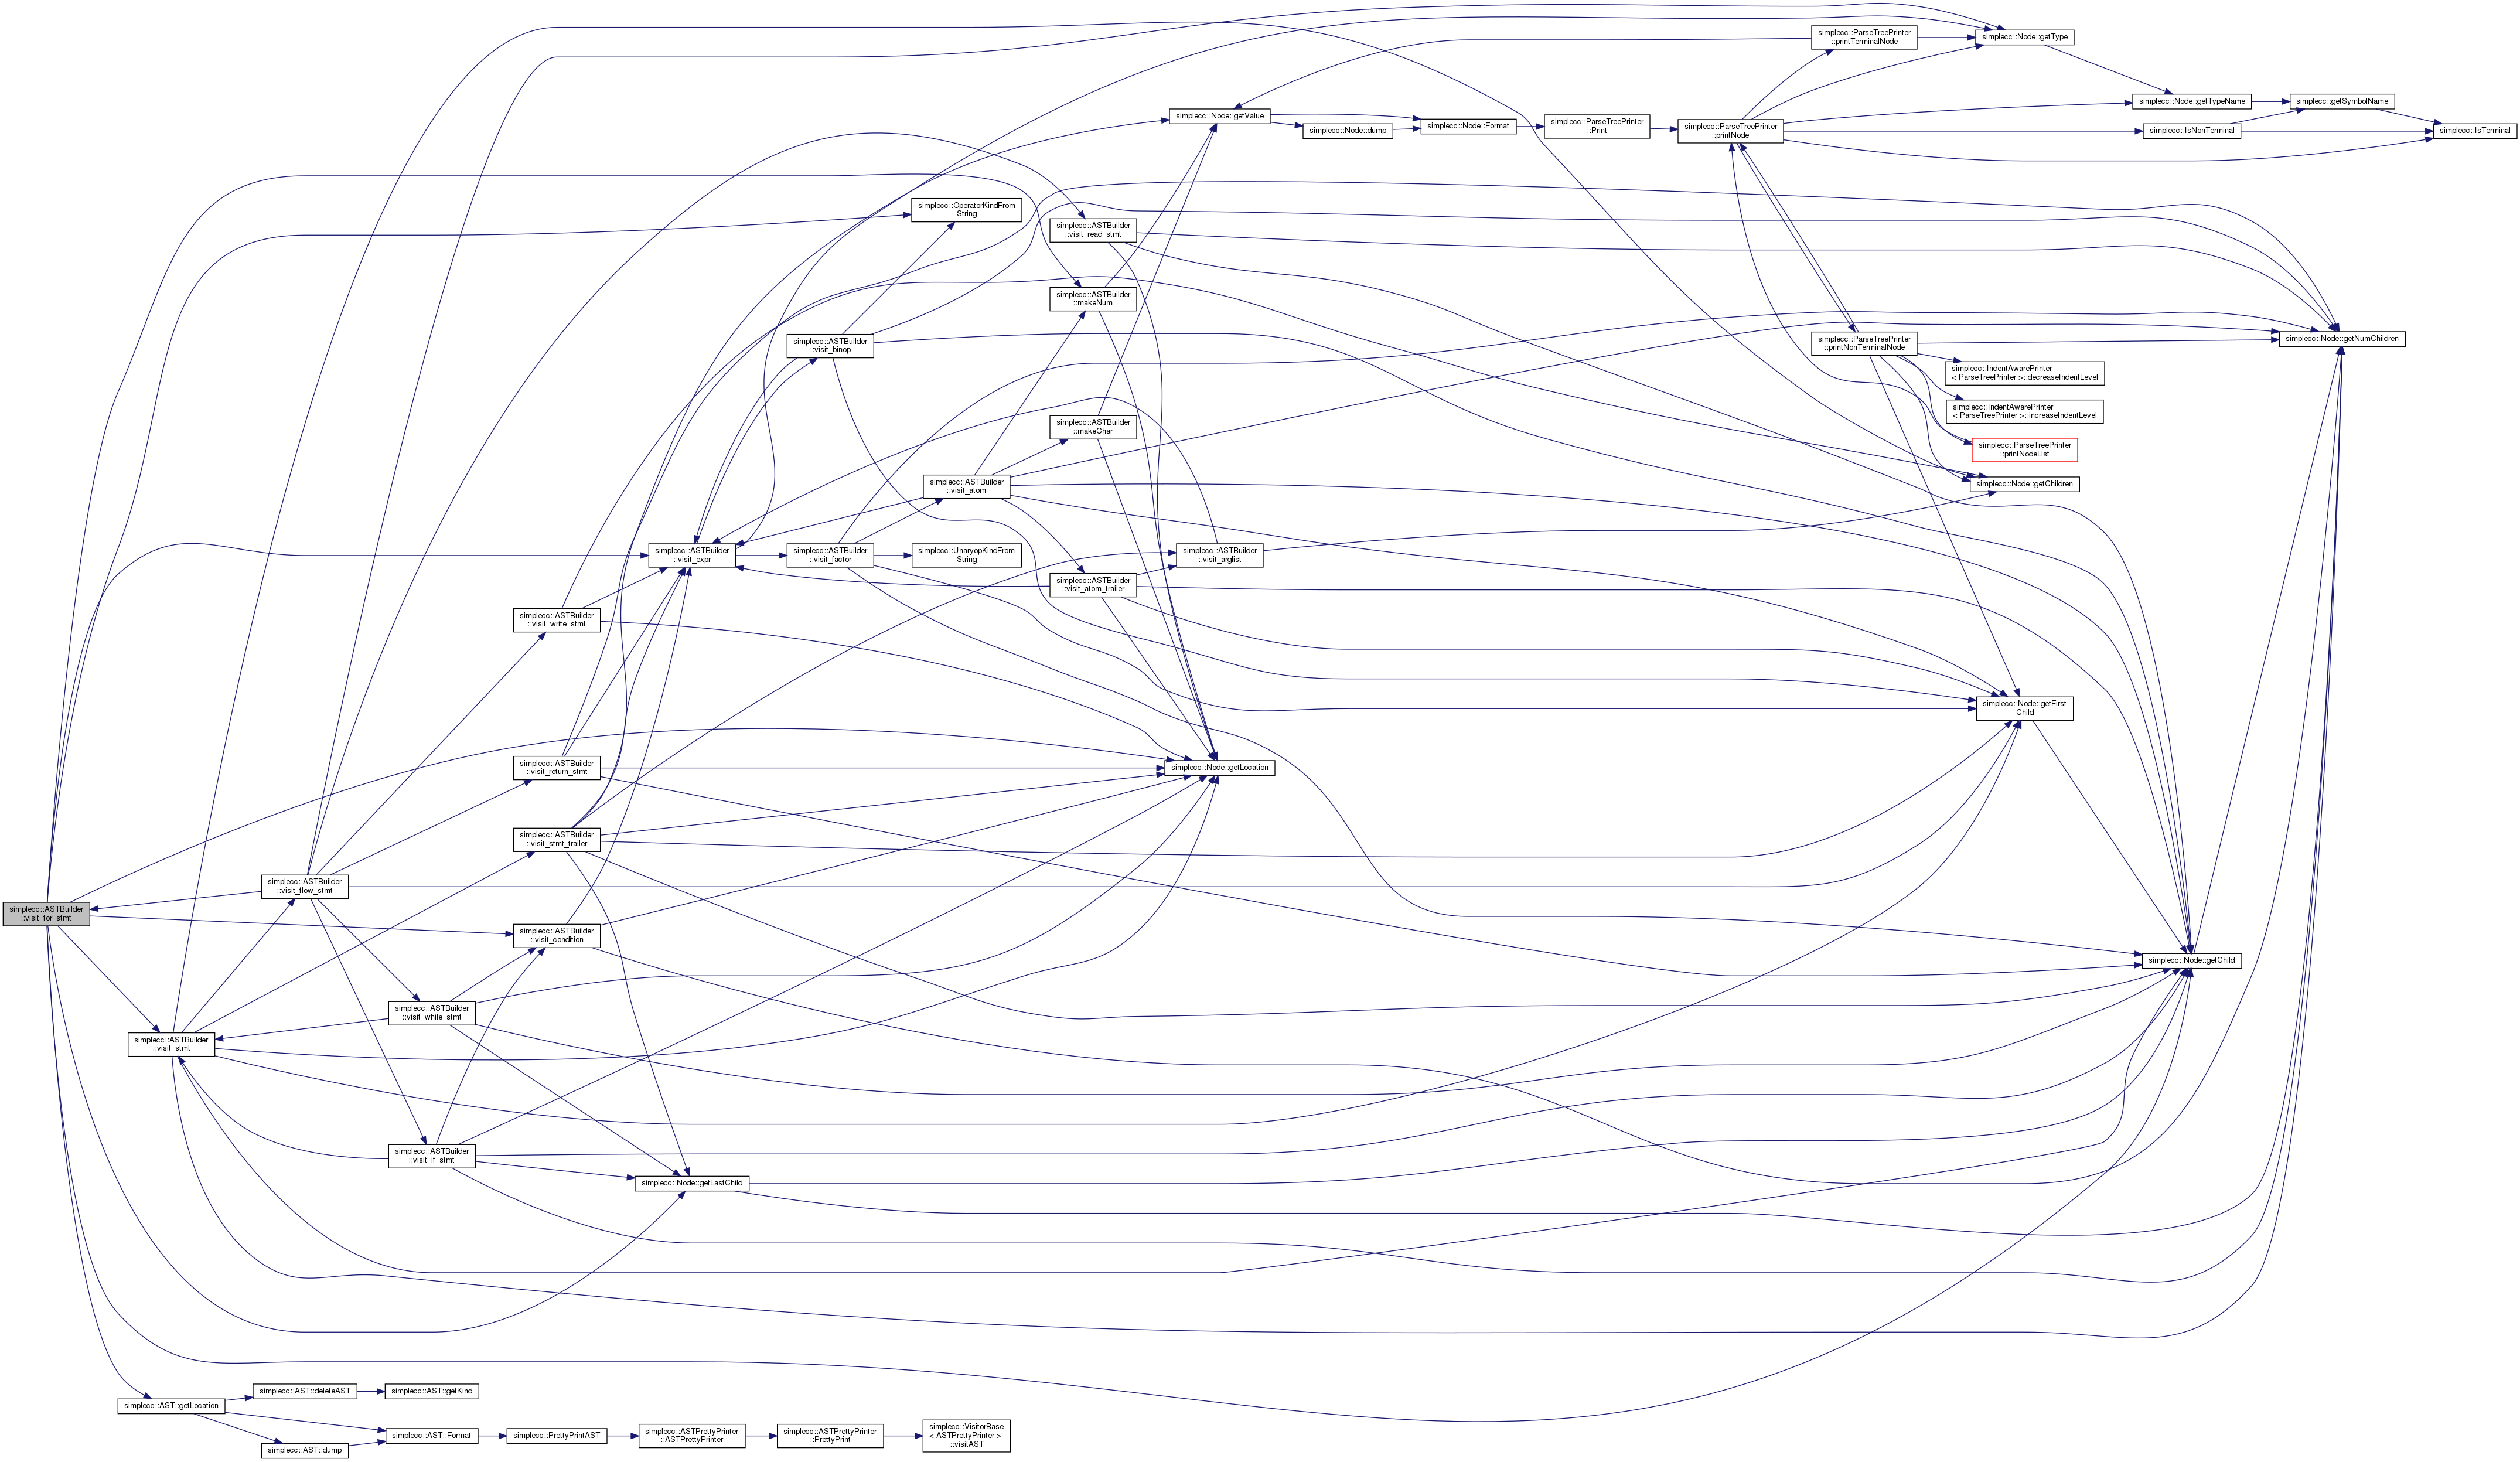 simplecc::ParseTreePrinter
::printTerminalNode
simplecc::Node::getType
simplecc::Node::getTypeName
simplecc::getSymbolName
simplecc::Node::getValue
simplecc::Node::dump
simplecc::Node::Format
simplecc::ParseTreePrinter
::Print
simplecc::ParseTreePrinter
::printNode
simplecc::IsNonTerminal
simplecc::IsTerminal
simplecc::OperatorKindFrom
String
simplecc::ASTBuilder
::visit_read_stmt
simplecc::ASTBuilder
::makeNum
simplecc::ASTBuilder
::visit_binop
simplecc::ParseTreePrinter
::printNonTerminalNode
simplecc::Node::getNumChildren
simplecc::IndentAwarePrinter
< ParseTreePrinter >::decreaseIndentLevel
simplecc::IndentAwarePrinter
< ParseTreePrinter >::increaseIndentLevel
simplecc::ASTBuilder
::makeChar
simplecc::ParseTreePrinter
::printNodeList
simplecc::ASTBuilder
::visit_atom
simplecc::Node::getChildren
simplecc::ASTBuilder
::visit_expr
simplecc::ASTBuilder
::visit_factor
simplecc::UnaryopKindFrom
String
simplecc::ASTBuilder
::visit_arglist
simplecc::ASTBuilder
::visit_atom_trailer
simplecc::ASTBuilder
::visit_write_stmt
simplecc::Node::getFirst
Child
simplecc::ASTBuilder
::visit_return_stmt
simplecc::Node::getLocation
simplecc::ASTBuilder
::visit_stmt_trailer
simplecc::ASTBuilder
::visit_flow_stmt
simplecc::ASTBuilder
::visit_for_stmt
simplecc::ASTBuilder
::visit_condition
simplecc::Node::getChild
simplecc::ASTBuilder
::visit_while_stmt
simplecc::ASTBuilder
::visit_stmt
simplecc::ASTBuilder
::visit_if_stmt
simplecc::Node::getLastChild
simplecc::AST::deleteAST
simplecc::AST::getKind
simplecc::AST::getLocation
simplecc::AST::dump
simplecc::AST::Format
simplecc::PrettyPrintAST
simplecc::ASTPrettyPrinter
::ASTPrettyPrinter
simplecc::ASTPrettyPrinter
::PrettyPrint
simplecc::VisitorBase
< ASTPrettyPrinter >
::visitAST